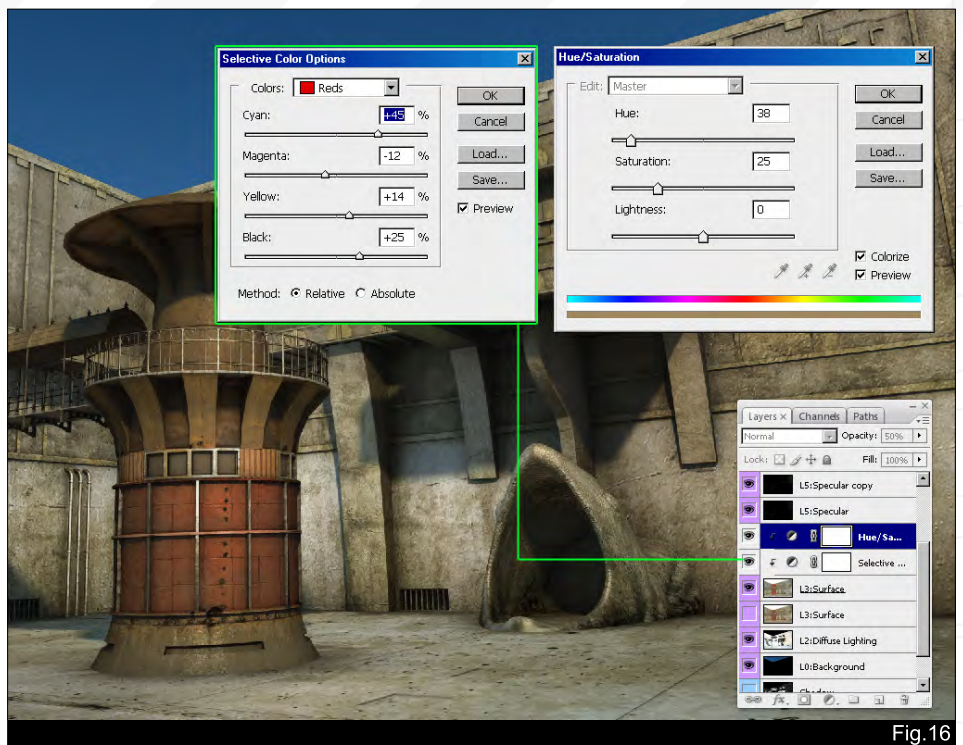 Selective Color Options
Colors: Reds
Cyan: +45 %
Magenta: -12 %
Yellow: +14 %
Black: +25 %
Method: Relative Absolute
OK
Cancel
Load...
Save...
Preview
Hue/Saturation
Edit: Master
Hue: 38
Saturation: 25
Lightness: 0
OK
Cancel
Load...
Save...
Colorize
Preview
Layers × Channels Paths
Normal Opacity: 50%
Lock: Fill: 100%
L5:Specular copy
L5:Specular
Hue/Sa...
Selective ...
L3:Surface
L3:Surface
L2:Diffuse Lighting
L0:Background
Fig.16